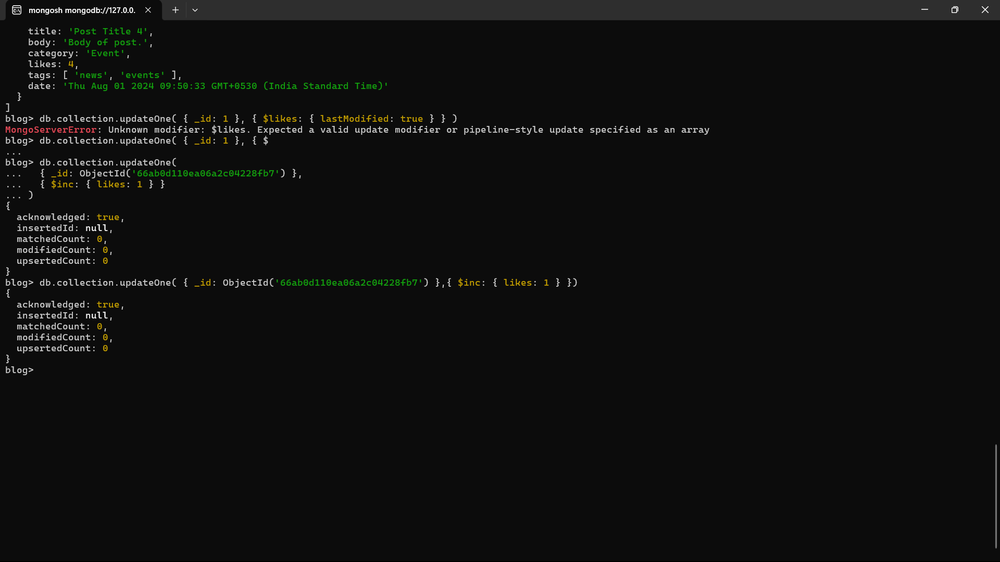 mongosh mongodb://127.0.0.
title: 'Post Title 4',
body: 'Body of post.',
category: 'Event',
likes: 4,
tags: [ 'news', 'events' ],
date: 'Thu Aug 01 2024 09:50:33 GMT+0530 (India Standard Time)'
}
]
blog> db.collection.updateOne( { _id: 1 }, { $likes: { lastModified: true } } )
MongoServerError: Unknown modifier: $likes. Expected a valid update modifier or pipeline-style update specified as an array
blog> db.collection.updateOne( { _id: 1 }, { $
...
blog> db.collection.updateOne(
...   { _id: ObjectId('66ab0d110ea06a2c04228fb7') },
...   { $inc: { likes: 1 } }
... )
{
acknowledged: true,
insertedId: null,
matchedCount: 0,
modifiedCount: 0,
upsertedCount: 0
}
blog> db.collection.updateOne( { _id: ObjectId('66ab0d110ea06a2c04228fb7') },{ $inc: { likes: 1 } })
{
acknowledged: true,
insertedId: null,
matchedCount: 0,
modifiedCount: 0,
upsertedCount: 0
}
blog>